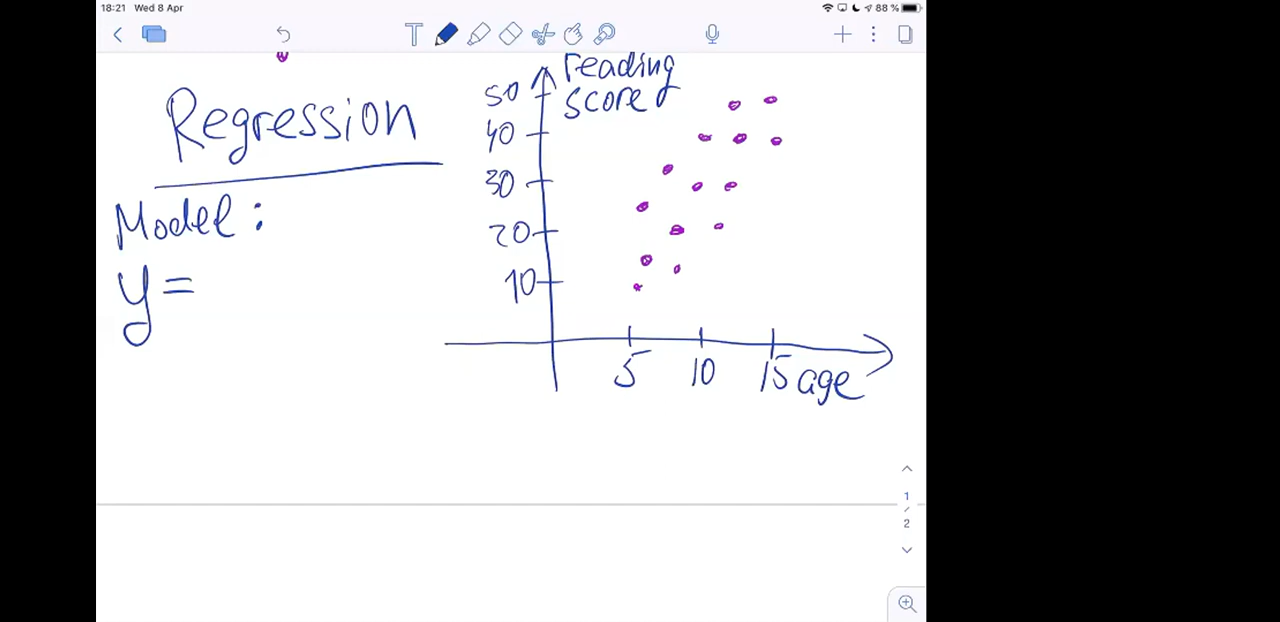 18:21 Wed 8 Apr
88 %
T
Regression
Model:
y=
reading
score
50
40
30
20
10
5
10
15
age
1
/
2